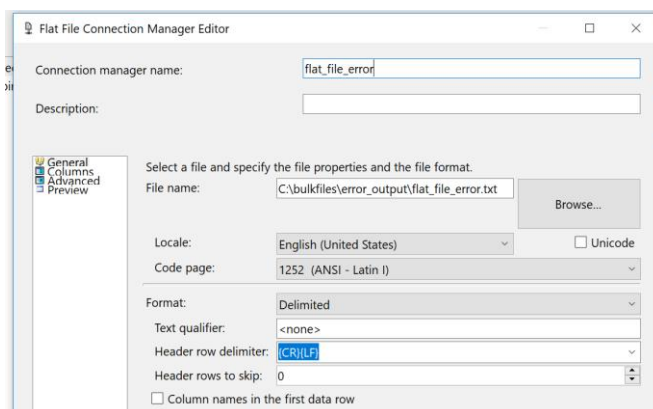 Flat File Connection Manager Editor
Connection manager name: flat_file_error
Description:
General
Columns
Advanced
Preview
Select a file and specify the file properties and the file format.
File name: C:\bulkfiles\error_output\flat_file_error.txt
Browse...
Locale: English (United States) Unicode
Code page: 1252 (ANSI - Latin I)
Format: Delimited
Text qualifier: <none>
Header row delimiter: {CR}{LF}
Header rows to skip: 0
Column names in the first data row